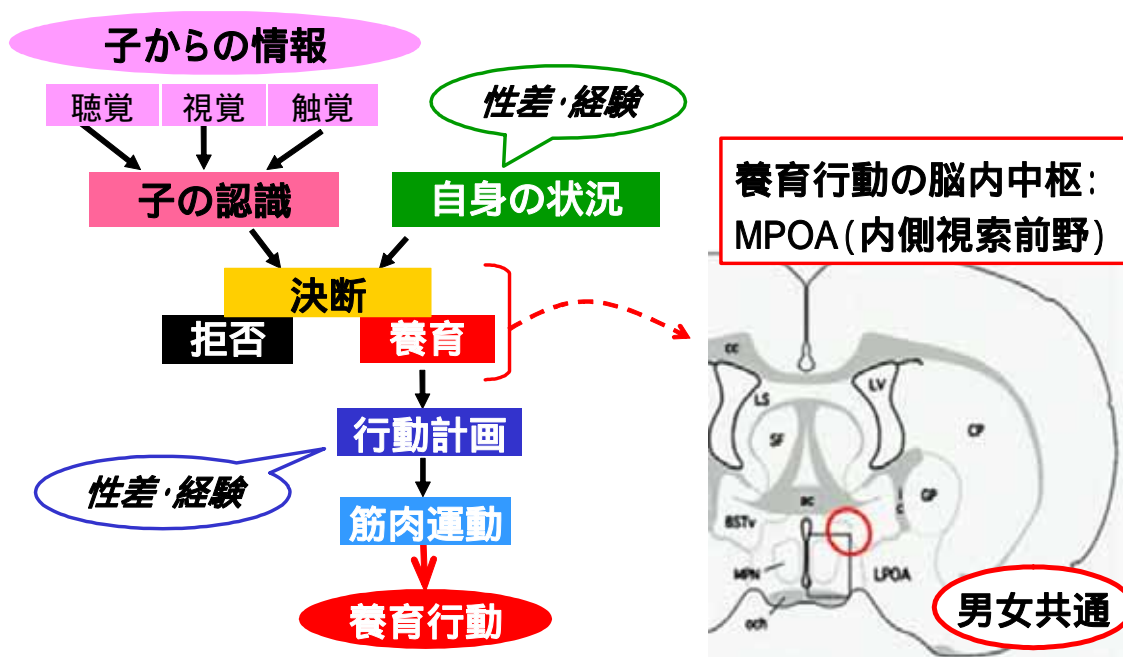 子からの情報
聴覚 視覚 触覚
性差・経験
子の認識
自身の状況
決断
拒否
養育
行動計画
性差・経験
筋肉運動
養育行動
養育行動の脳内中枢:
MPOA(内側視索前野)
cc
LV
LS
CP
SF
ac
i
c
GP
BSTv
MPN
LPOA
och
男女共通